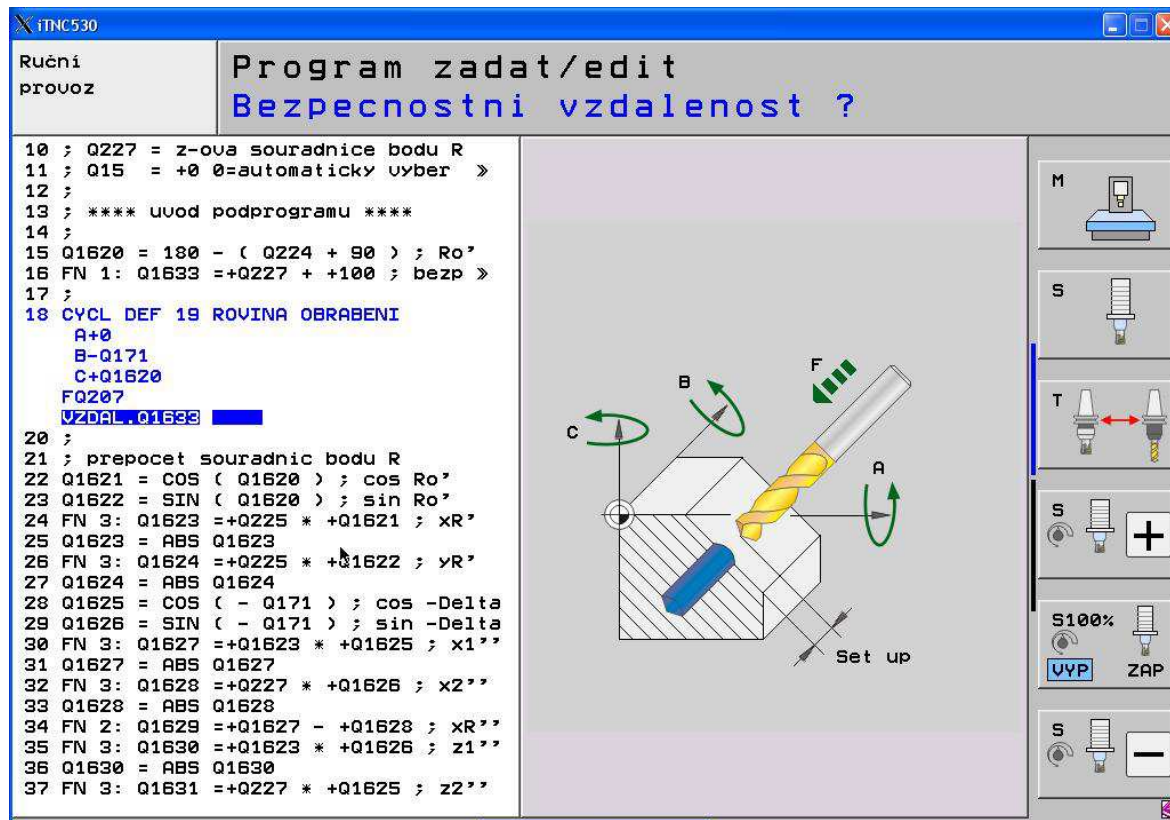 iTNC530
Ruční
provoz
Program zadat/edit
Bezpecnostni vzdalenost ?
10 ; Q227 = z-ova souradnice bodu R
11 ; Q15 = +0 0=automaticky vyber »
12 ;
13 ; **** uvod podprogramu ****
14 ;
15 Q1620 = 180 - ( Q224 + 90 ) ; Ro'
16 FN 1: Q1633 =+Q227 + +100 ; bezp »
17 ;
18 CYCL DEF 19 ROVINA OBRABENI
A+0
B-Q171
C+Q1620
FQ207
VZDAL.Q1633
20 ;
21 ; prepocet souradnic bodu R
22 Q1621 = COS ( Q1620 ) ; cos Ro'
23 Q1622 = SIN ( Q1620 ) ; sin Ro'
24 FN 3: Q1623 =+Q225 * +Q1621 ; xR'
25 Q1623 = ABS Q1623
26 FN 3: Q1624 =+Q225 * +Q1622 ; yR'
27 Q1624 = ABS Q1624
28 Q1625 = COS ( - Q171 ) ; cos -Delta
29 Q1626 = SIN ( - Q171 ) ; sin -Delta
30 FN 3: Q1627 =+Q1623 * +Q1625 ; x1''
31 Q1627 = ABS Q1627
32 FN 3: Q1628 =+Q227 * +Q1626 ; x2''
33 Q1628 = ABS Q1628
34 FN 2: Q1629 =+Q1627 - +Q1628 ; xR''
35 FN 3: Q1630 =+Q1623 * +Q1626 ; z1''
36 Q1630 = ABS Q1630
37 FN 3: Q1631 =+Q227 * +Q1625 ; z2''
F
B
C
A
Set up
M
S
T
S
+
S100%
VYP ZAP
S
-